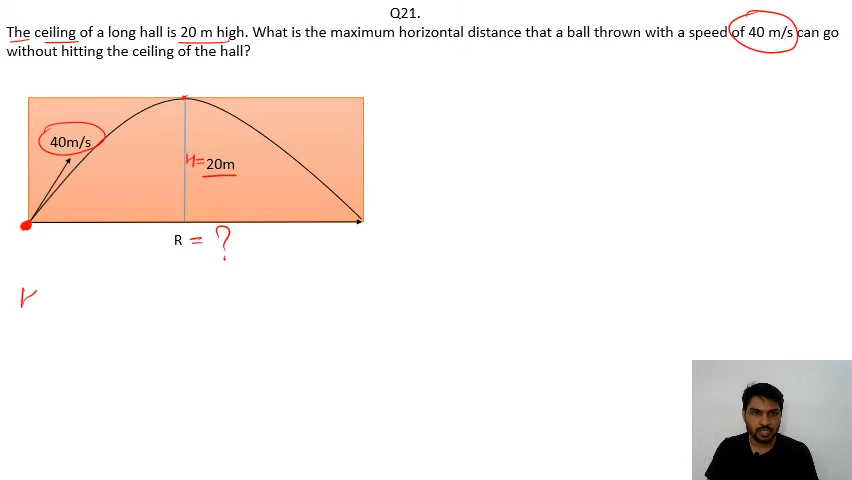 Q21.
The ceiling of a long hall is 20 m high. What is the maximum horizontal distance that a ball thrown with a speed of 40 m/s can go
without hitting the ceiling of the hall?
40m/s
H= 20m
R = ?
H